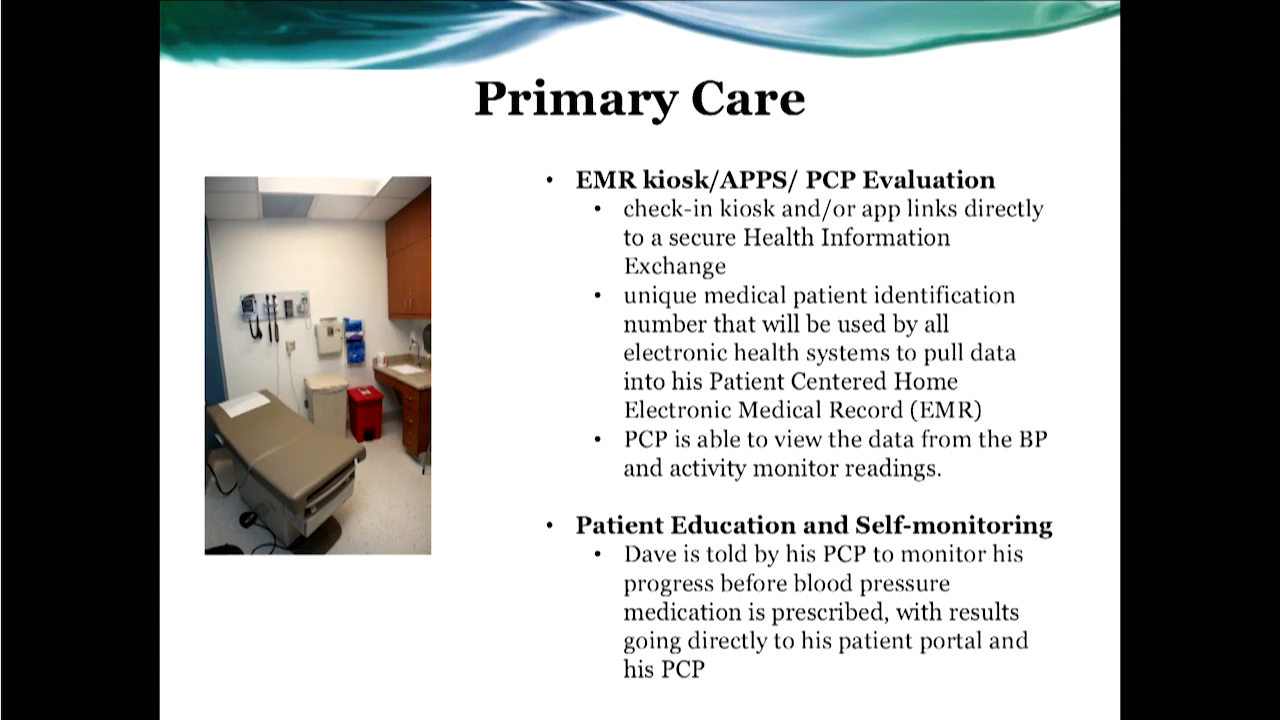 Primary Care
• EMR kiosk/APPS/ PCP Evaluation
• check-in kiosk and/or app links directly
to a secure Health Information
Exchange
• unique medical patient identification
number that will be used by all
electronic health systems to pull data
into his Patient Centered Home
Electronic Medical Record (EMR)
• PCP is able to view the data from the BP
and activity monitor readings.
• Patient Education and Self-monitoring
• Dave is told by his PCP to monitor his
progress before blood pressure
medication is prescribed, with results
going directly to his patient portal and
his PCP